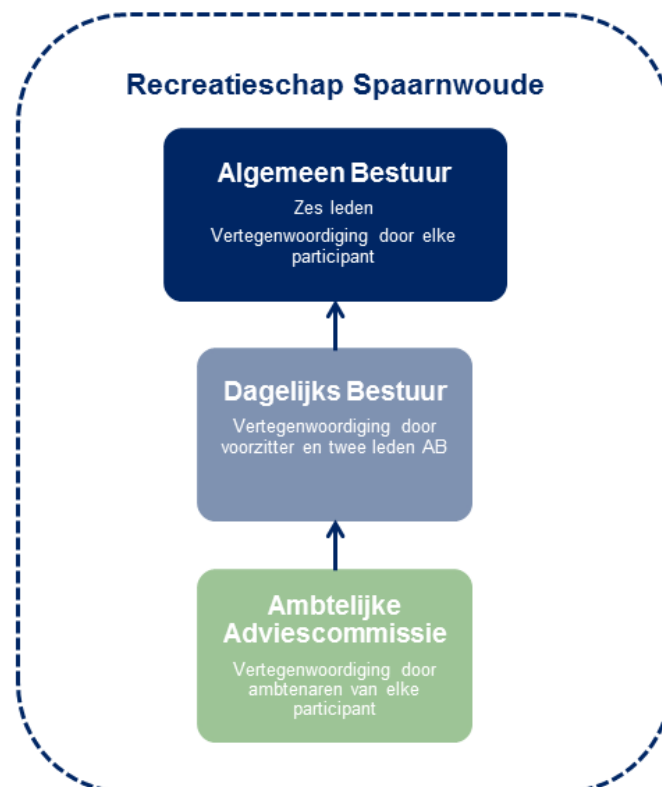 Recreatieschap Spaarnwoude
Algemeen Bestuur
Zes leden
Vertegenwoordiging door elke
participant
Dagelijks Bestuur
Vertegenwoordiging door
voorzitter en twee leden AB
Ambtelijke
Adviescommissie
Vertegenwoordiging door
ambtenaren van elke
participant